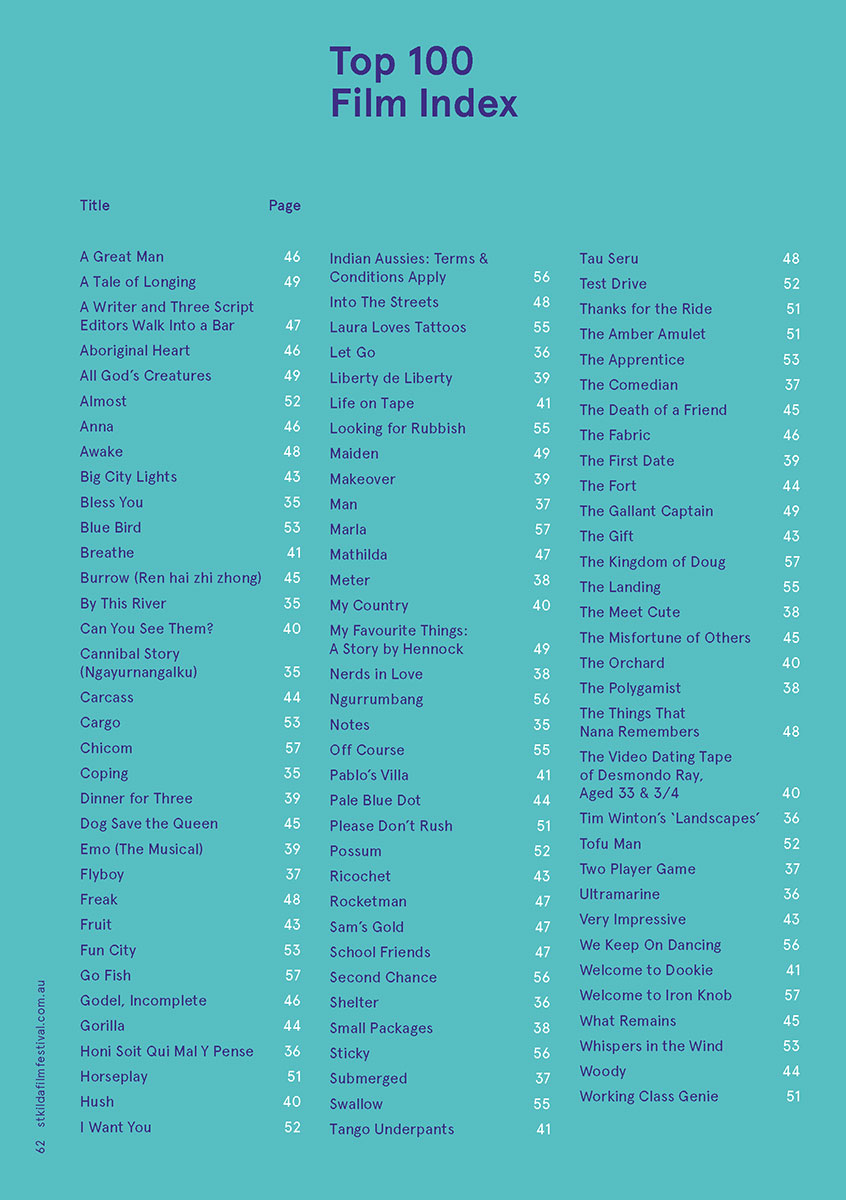 Top 100
Film Index
Title Page
A Great Man 46
A Tale of Longing 49
A Writer and Three Script
Editors Walk Into a Bar 47
Aboriginal Heart 46
All God's Creatures 49
Almost 52
Anna 46
Awake 48
Big City Lights 43
Bless You 35
Blue Bird 53
Breathe 41
Burrow (Ren hai zhi zhong) 45
By This River 35
Can You See Them? 40
Cannibal Story
(Ngayurnangalku) 35
Carcass 44
Cargo 53
Chicom 57
Coping 35
Dinner for Three 39
Dog Save the Queen 45
Emo (The Musical) 39
Flyboy 37
Freak 48
Fruit 43
Fun City 53
Go Fish 57
Godel, Incomplete 46
Gorilla 44
Honi Soit Qui Mal Y Pense 36
Horseplay 51
Hush 40
I Want You 52
Indian Aussies: Terms &
Conditions Apply 56
Into The Streets 48
Laura Loves Tattoos 55
Let Go 36
Liberty de Liberty 39
Life on Tape 41
Looking for Rubbish 55
Maiden 49
Makeover 39
Man 37
Marla 57
Mathilda 47
Meter 38
My Country 40
My Favourite Things:
A Story by Hennock 49
Nerds in Love 38
Ngurrumbang 56
Notes 35
Off Course 55
Pablo's Villa 41
Pale Blue Dot 44
Please Don't Rush 51
Possum 52
Ricochet 43
Rocketman 47
Sam's Gold 47
School Friends 47
Second Chance 56
Shelter 36
Small Packages 38
Sticky 56
Submerged 37
Swallow 55
Tango Underpants 41
Tau Seru 48
Test Drive 52
Thanks for the Ride 51
The Amber Amulet 51
The Apprentice 53
The Comedian 37
The Death of a Friend 45
The Fabric 46
The First Date 39
The Fort 44
The Gallant Captain 49
The Gift 43
The Kingdom of Doug 57
The Landing 55
The Meet Cute 38
The Misfortune of Others 45
The Orchard 40
The Polygamist 38
The Things That
Nana Remembers 48
The Video Dating Tape
of Desmondo Ray,
Aged 33 & 3/4 40
Tim Winton's 'Landscapes' 36
Tofu Man 52
Two Player Game 37
Ultramarine 36
Very Impressive 43
We Keep On Dancing 56
Welcome to Dookie 41
Welcome to Iron Knob 57
What Remains 45
Whispers in the Wind 53
Woody 44
Working Class Genie 51
62 stkildafilmfestival.com.au